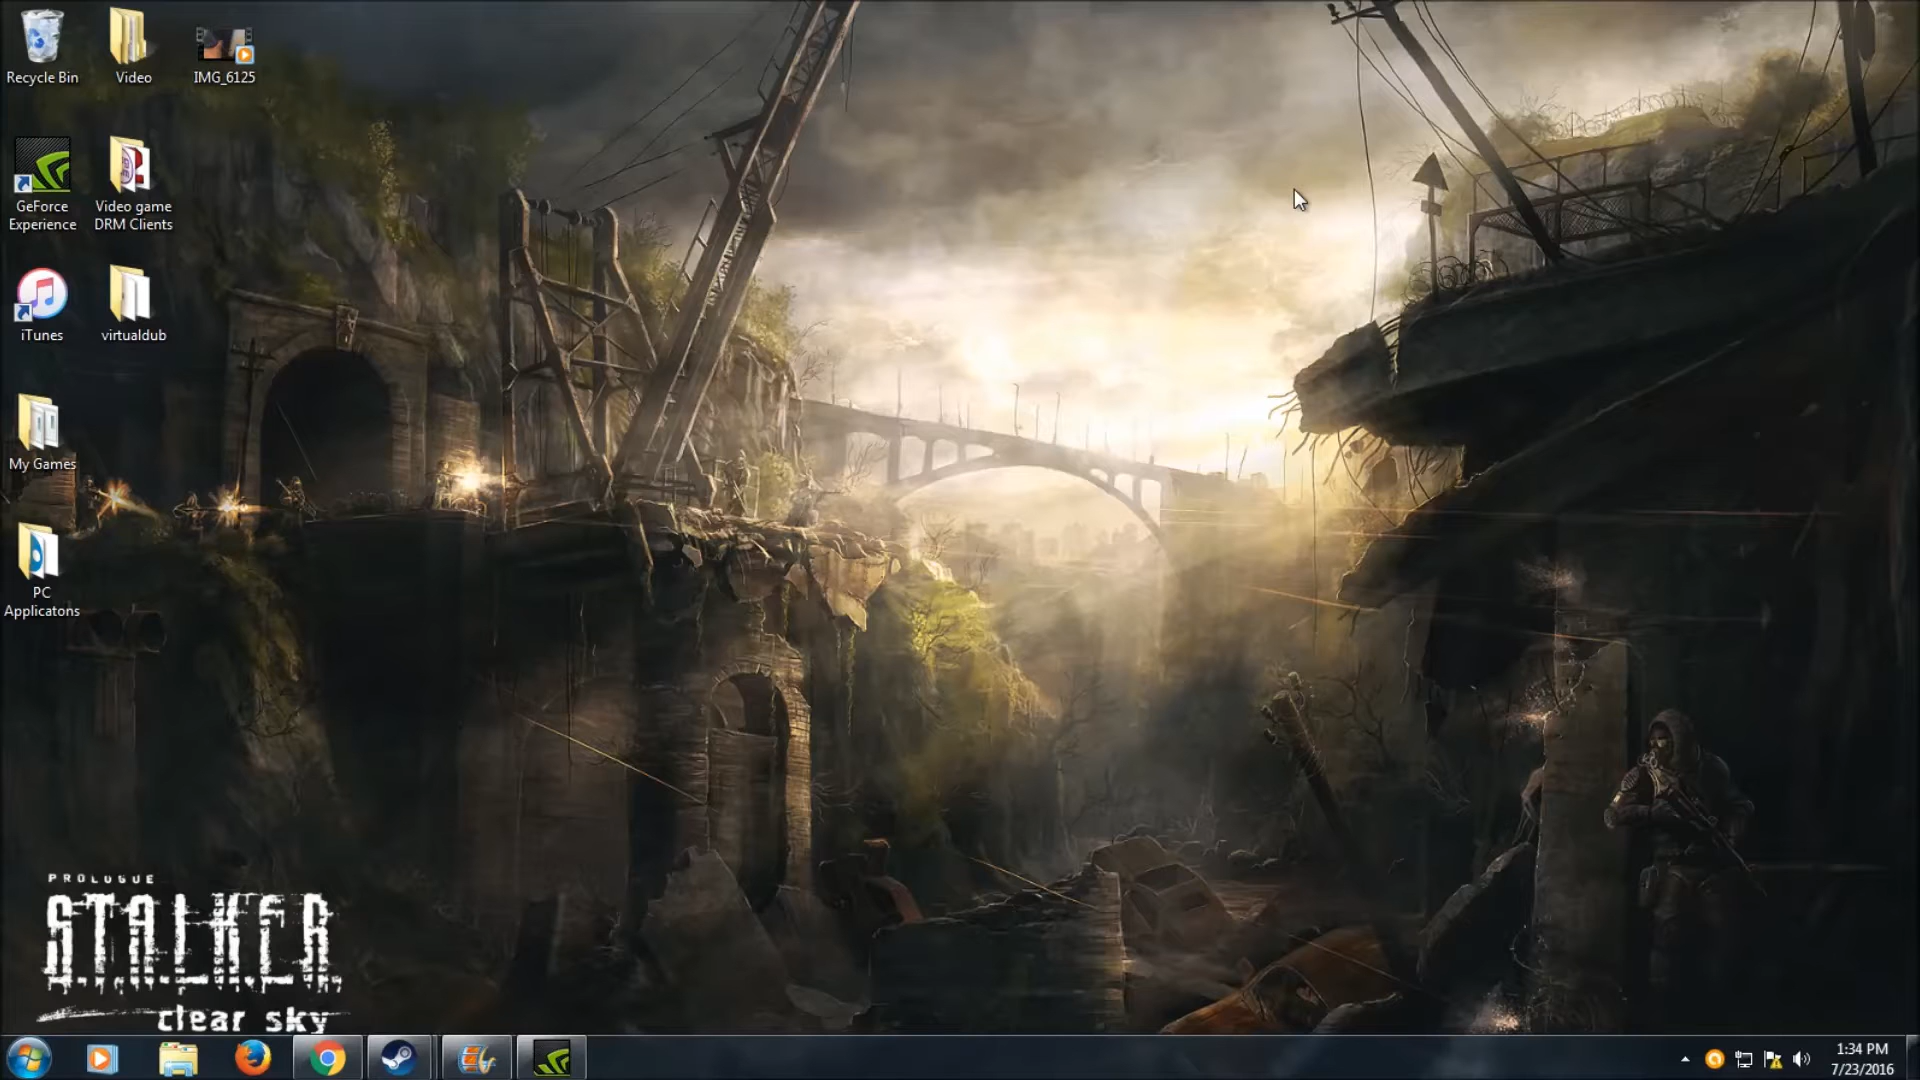 Recycle Bin
Video
IMG_6125
GeForce
Experience
Video game
DRM Clients
iTunes
virtualdub
My Games
PC
Applicatons
PROLOGUE
S.T.A.L.K.E.R.
clear sky
1:34 PM
7/23/2016